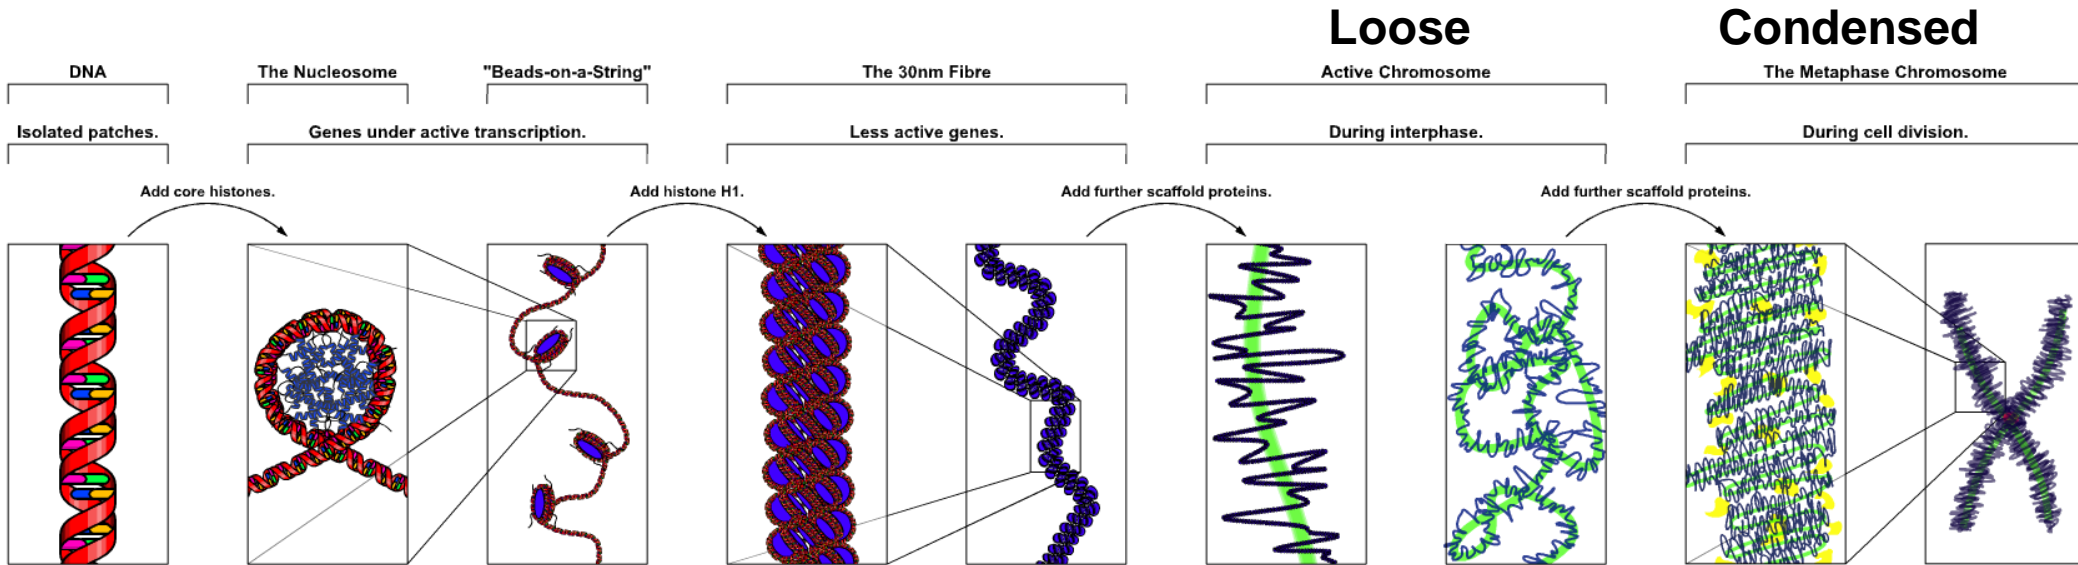 Loose
Condensed
DNA
The Nucleosome
"Beads-on-a-String"
The 30nm Fibre
Active Chromosome
The Metaphase Chromosome
Isolated patches.
Genes under active transcription.
Less active genes.
During interphase.
During cell division.
Add core histones.
Add histone H1.
Add further scaffold proteins.
Add further scaffold proteins.